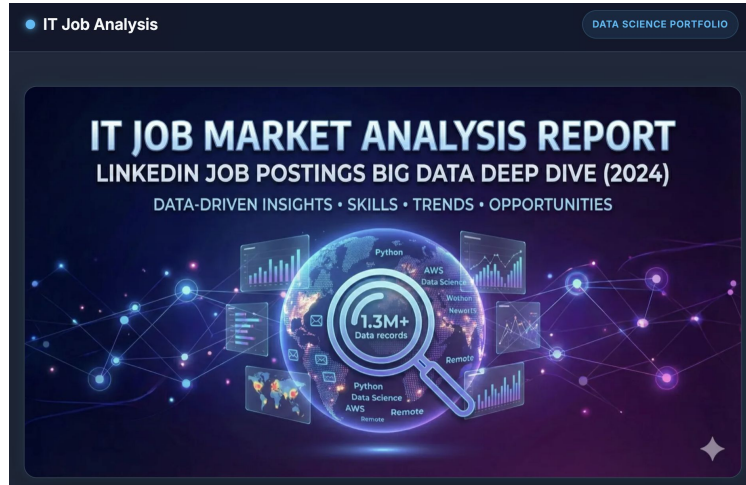 IT Job Analysis
DATA SCIENCE PORTFOLIO
IT JOB MARKET ANALYSIS REPORT
LINKEDIN JOB POSTINGS BIG DATA DEEP DIVE (2024)
DATA-DRIVEN INSIGHTS • SKILLS • TRENDS • OPPORTUNITIES
Python
AWS
Data Science
Wothon
Neworts
1.3M+
Data records
Remote
Python
Data Science
AWS
Remote
Remote